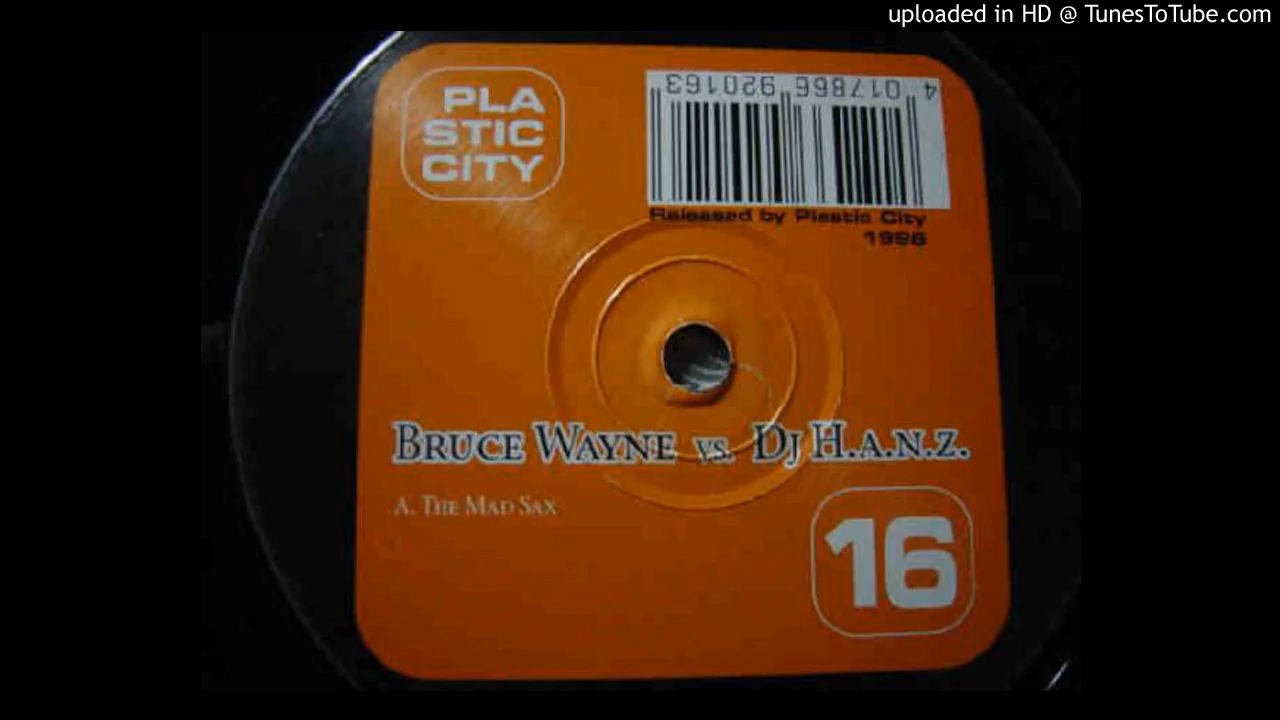 uploaded in HD @ TunesToTube.com
PLA
STIC
CITY
4 017866 920163
Released by Plastic City
1996
BRUCE WAYNE VS. DJ H.A.N.Z.
A. THE MAD SAX
16